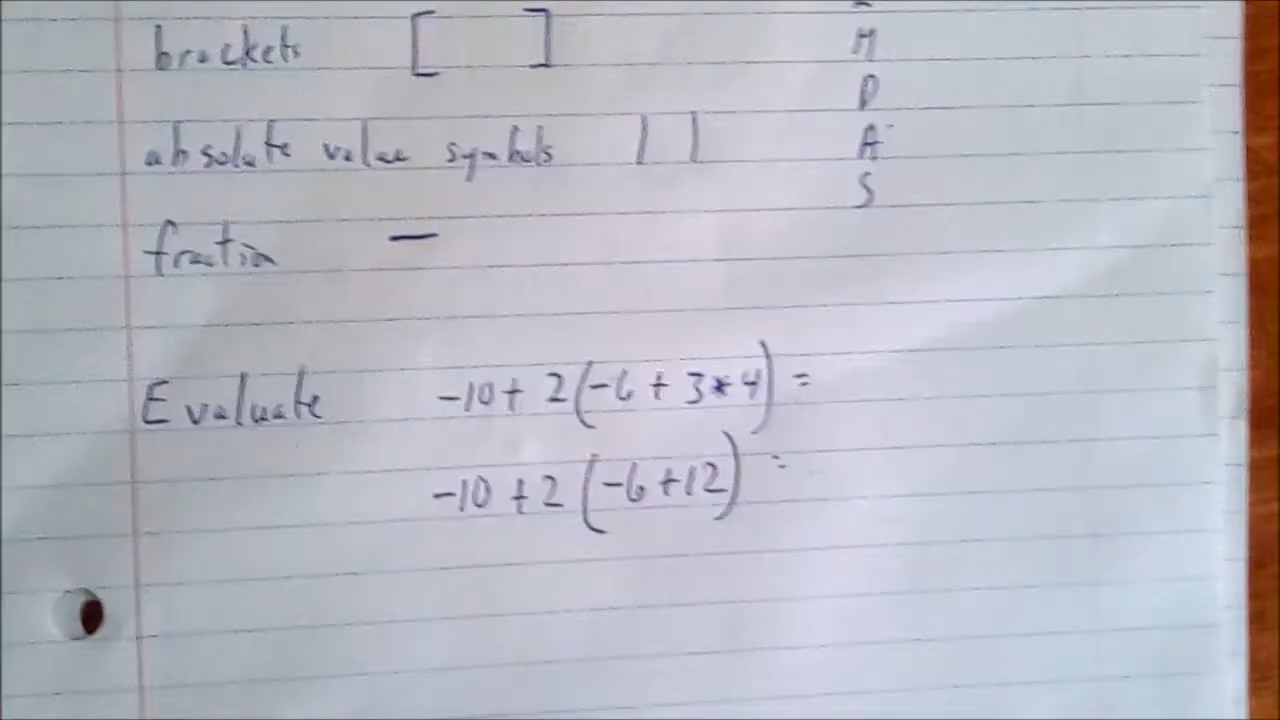 brackets [ ]
M
D
absolute value symbols | |
A
S
fraction —
Evaluate -10 + 2(-6 + 3*4) =
-10 + 2(-6 + 12) =